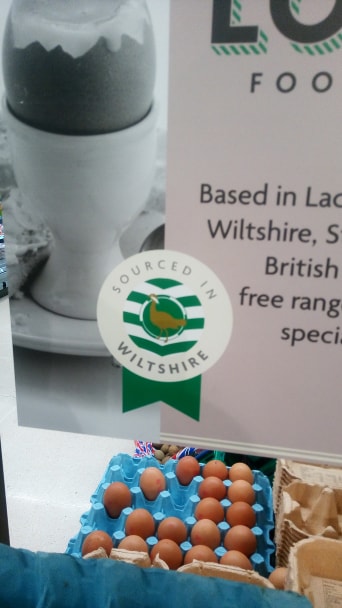 FOO
Based in Lac
Wiltshire, S
British
free rang
speci
SOURCED IN
WILTSHIRE